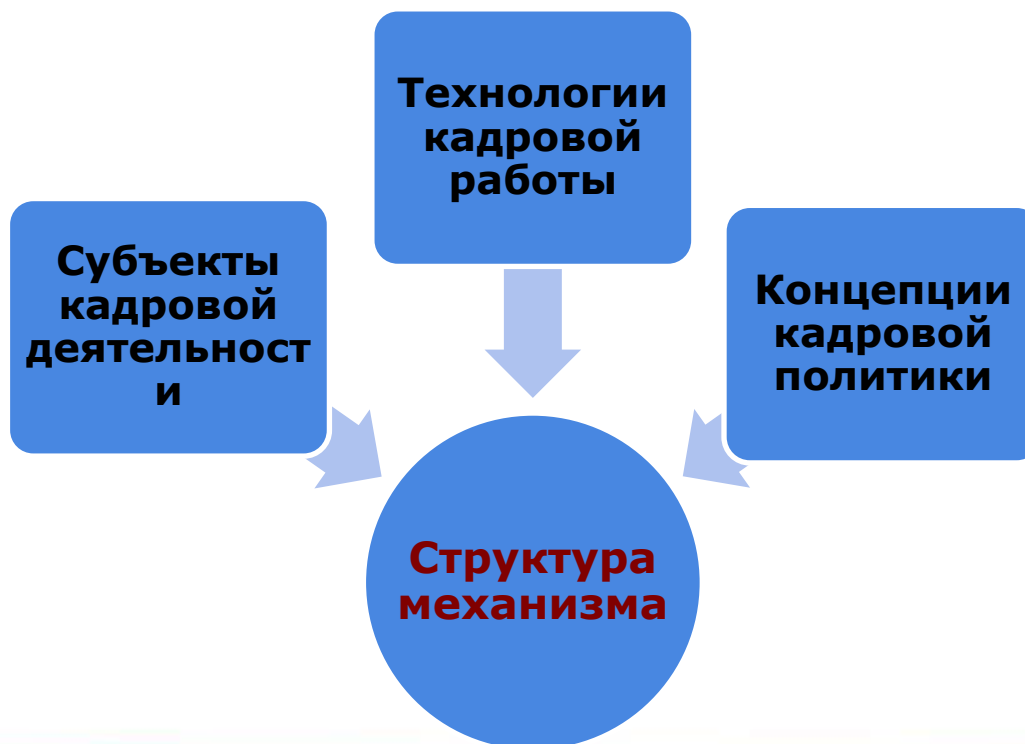 Технологии
кадровой
работы
Субъекты
кадровой
деятельност
и
Концепции
кадровой
политики
Структура
механизма